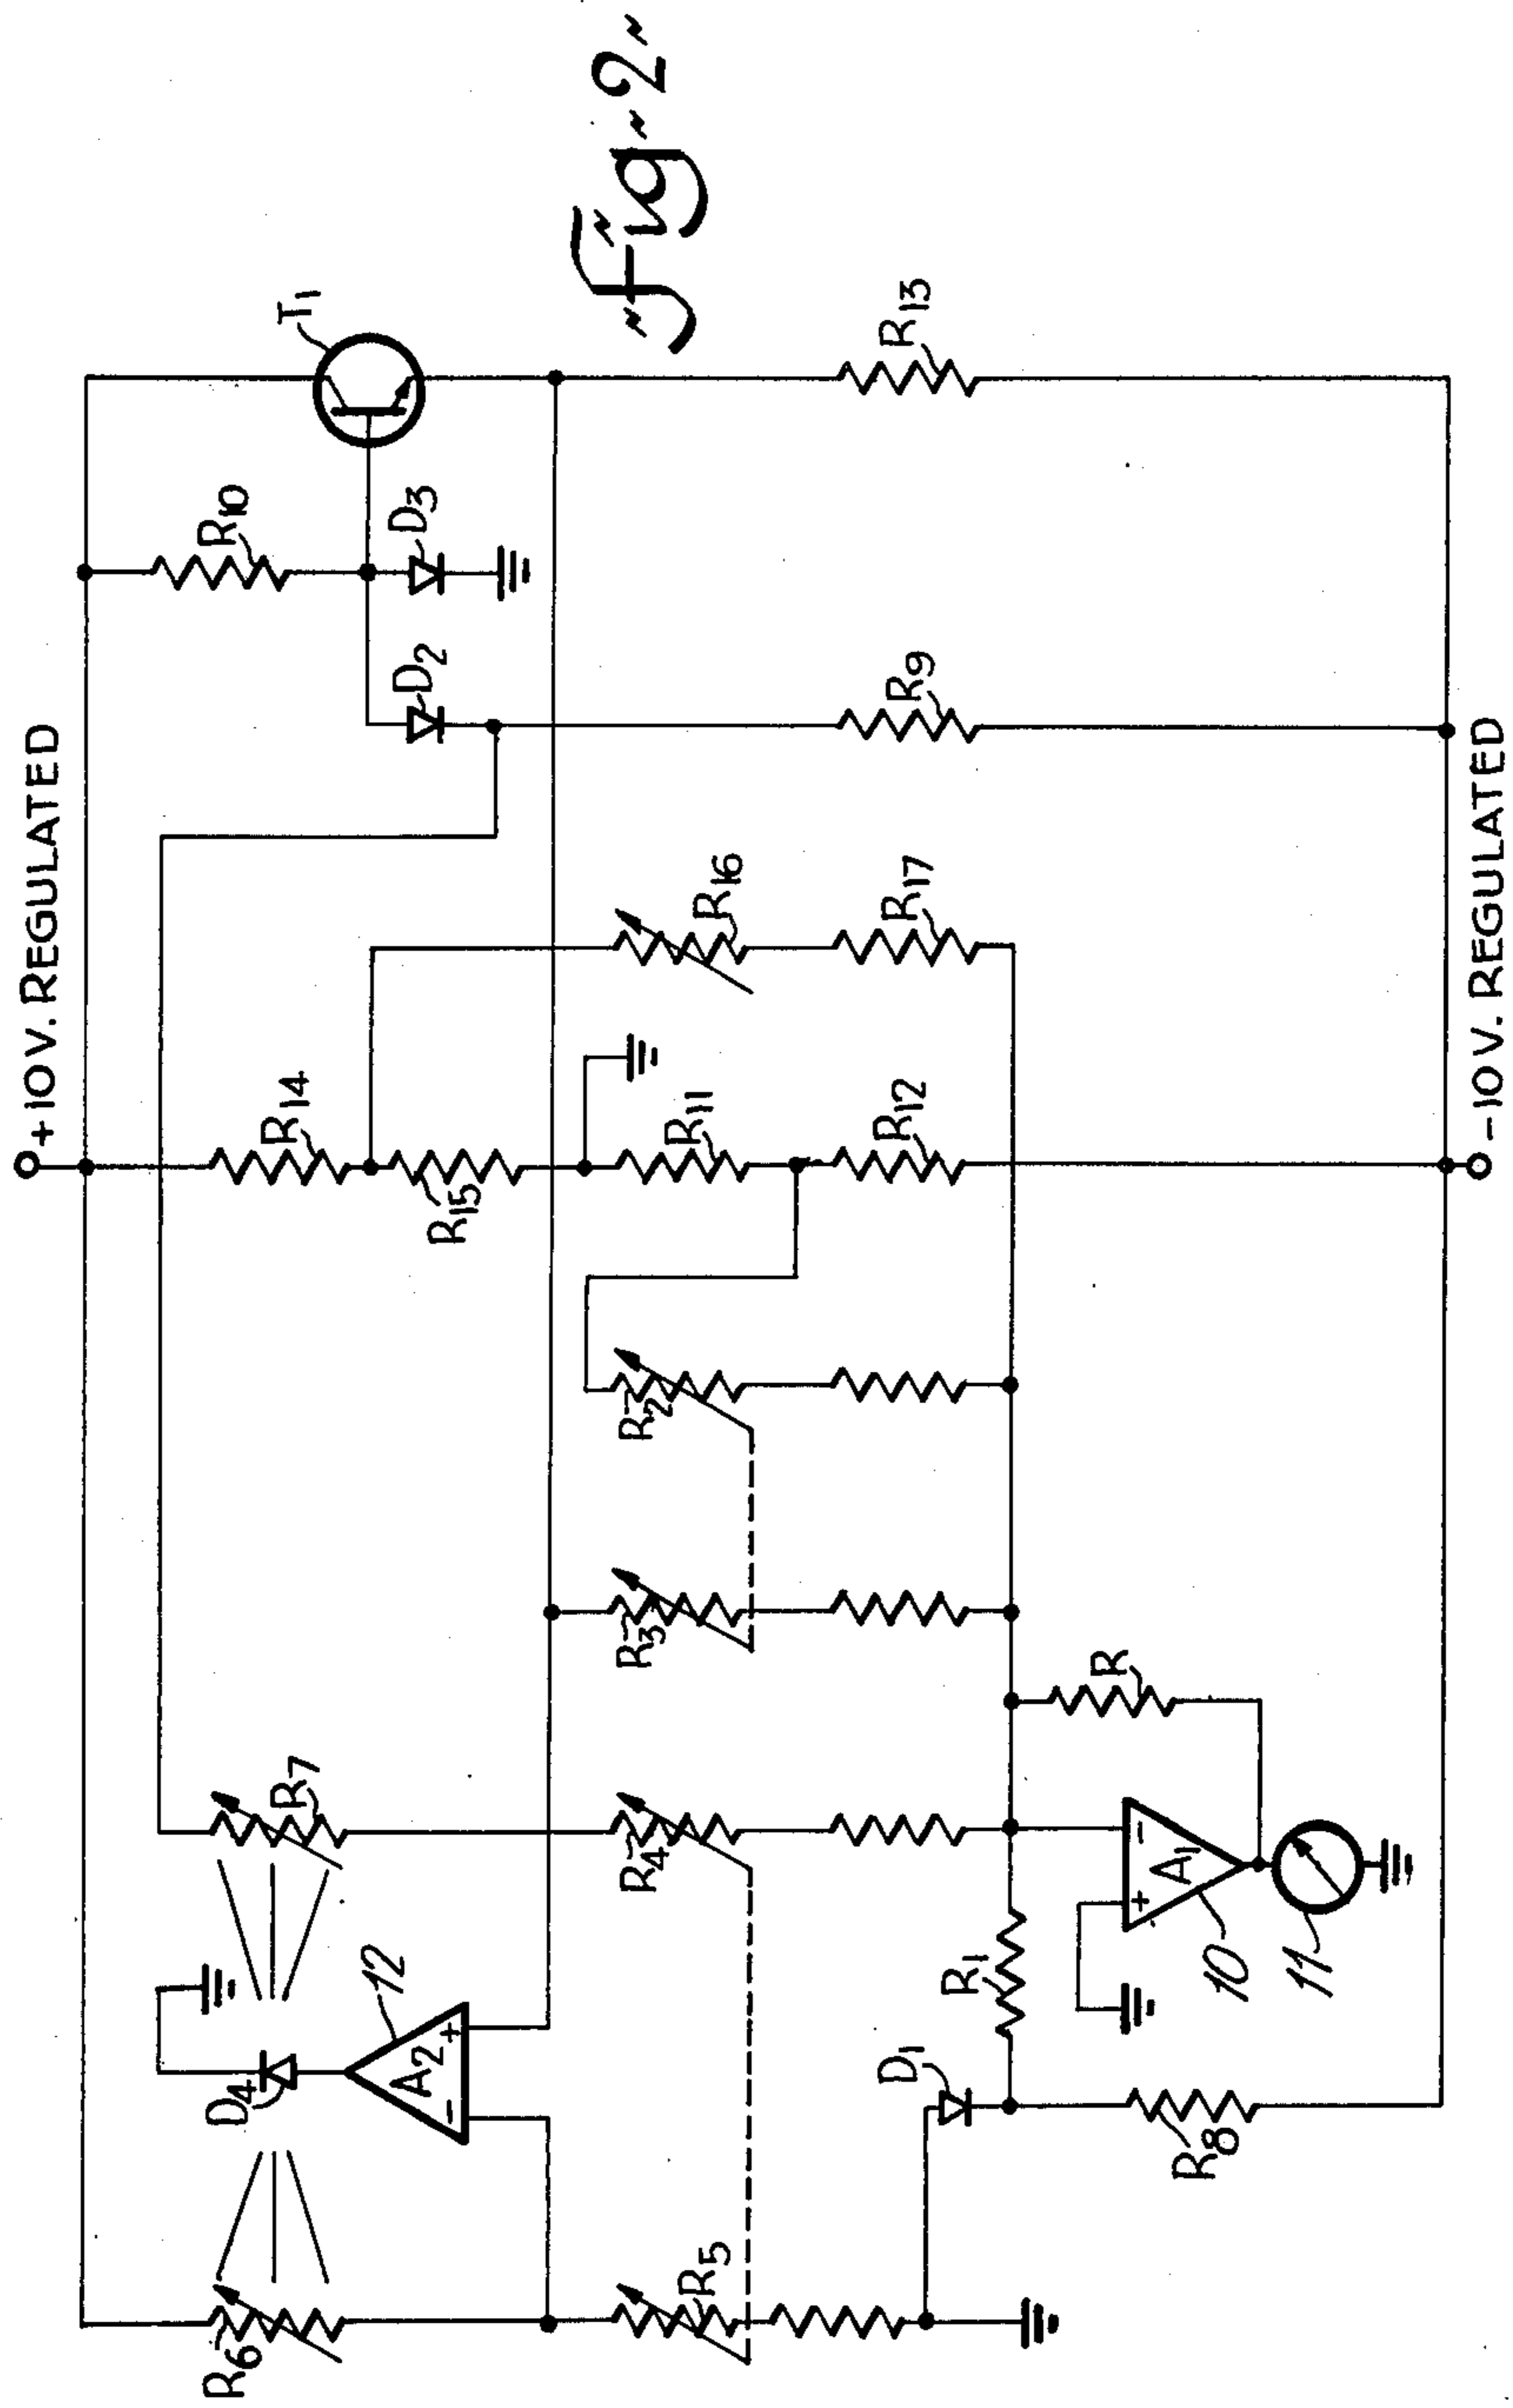 +10V. REGULATED
T1
R10
D3
D2
R14
R15
R16
R17
R11
R12
R9
R13
R7
R6
D4
12
A2
- +
R2
R3
R4
R5
D1
R1
R
R8
+ -
A1
10
11
-10V. REGULATED
"fig" 2"